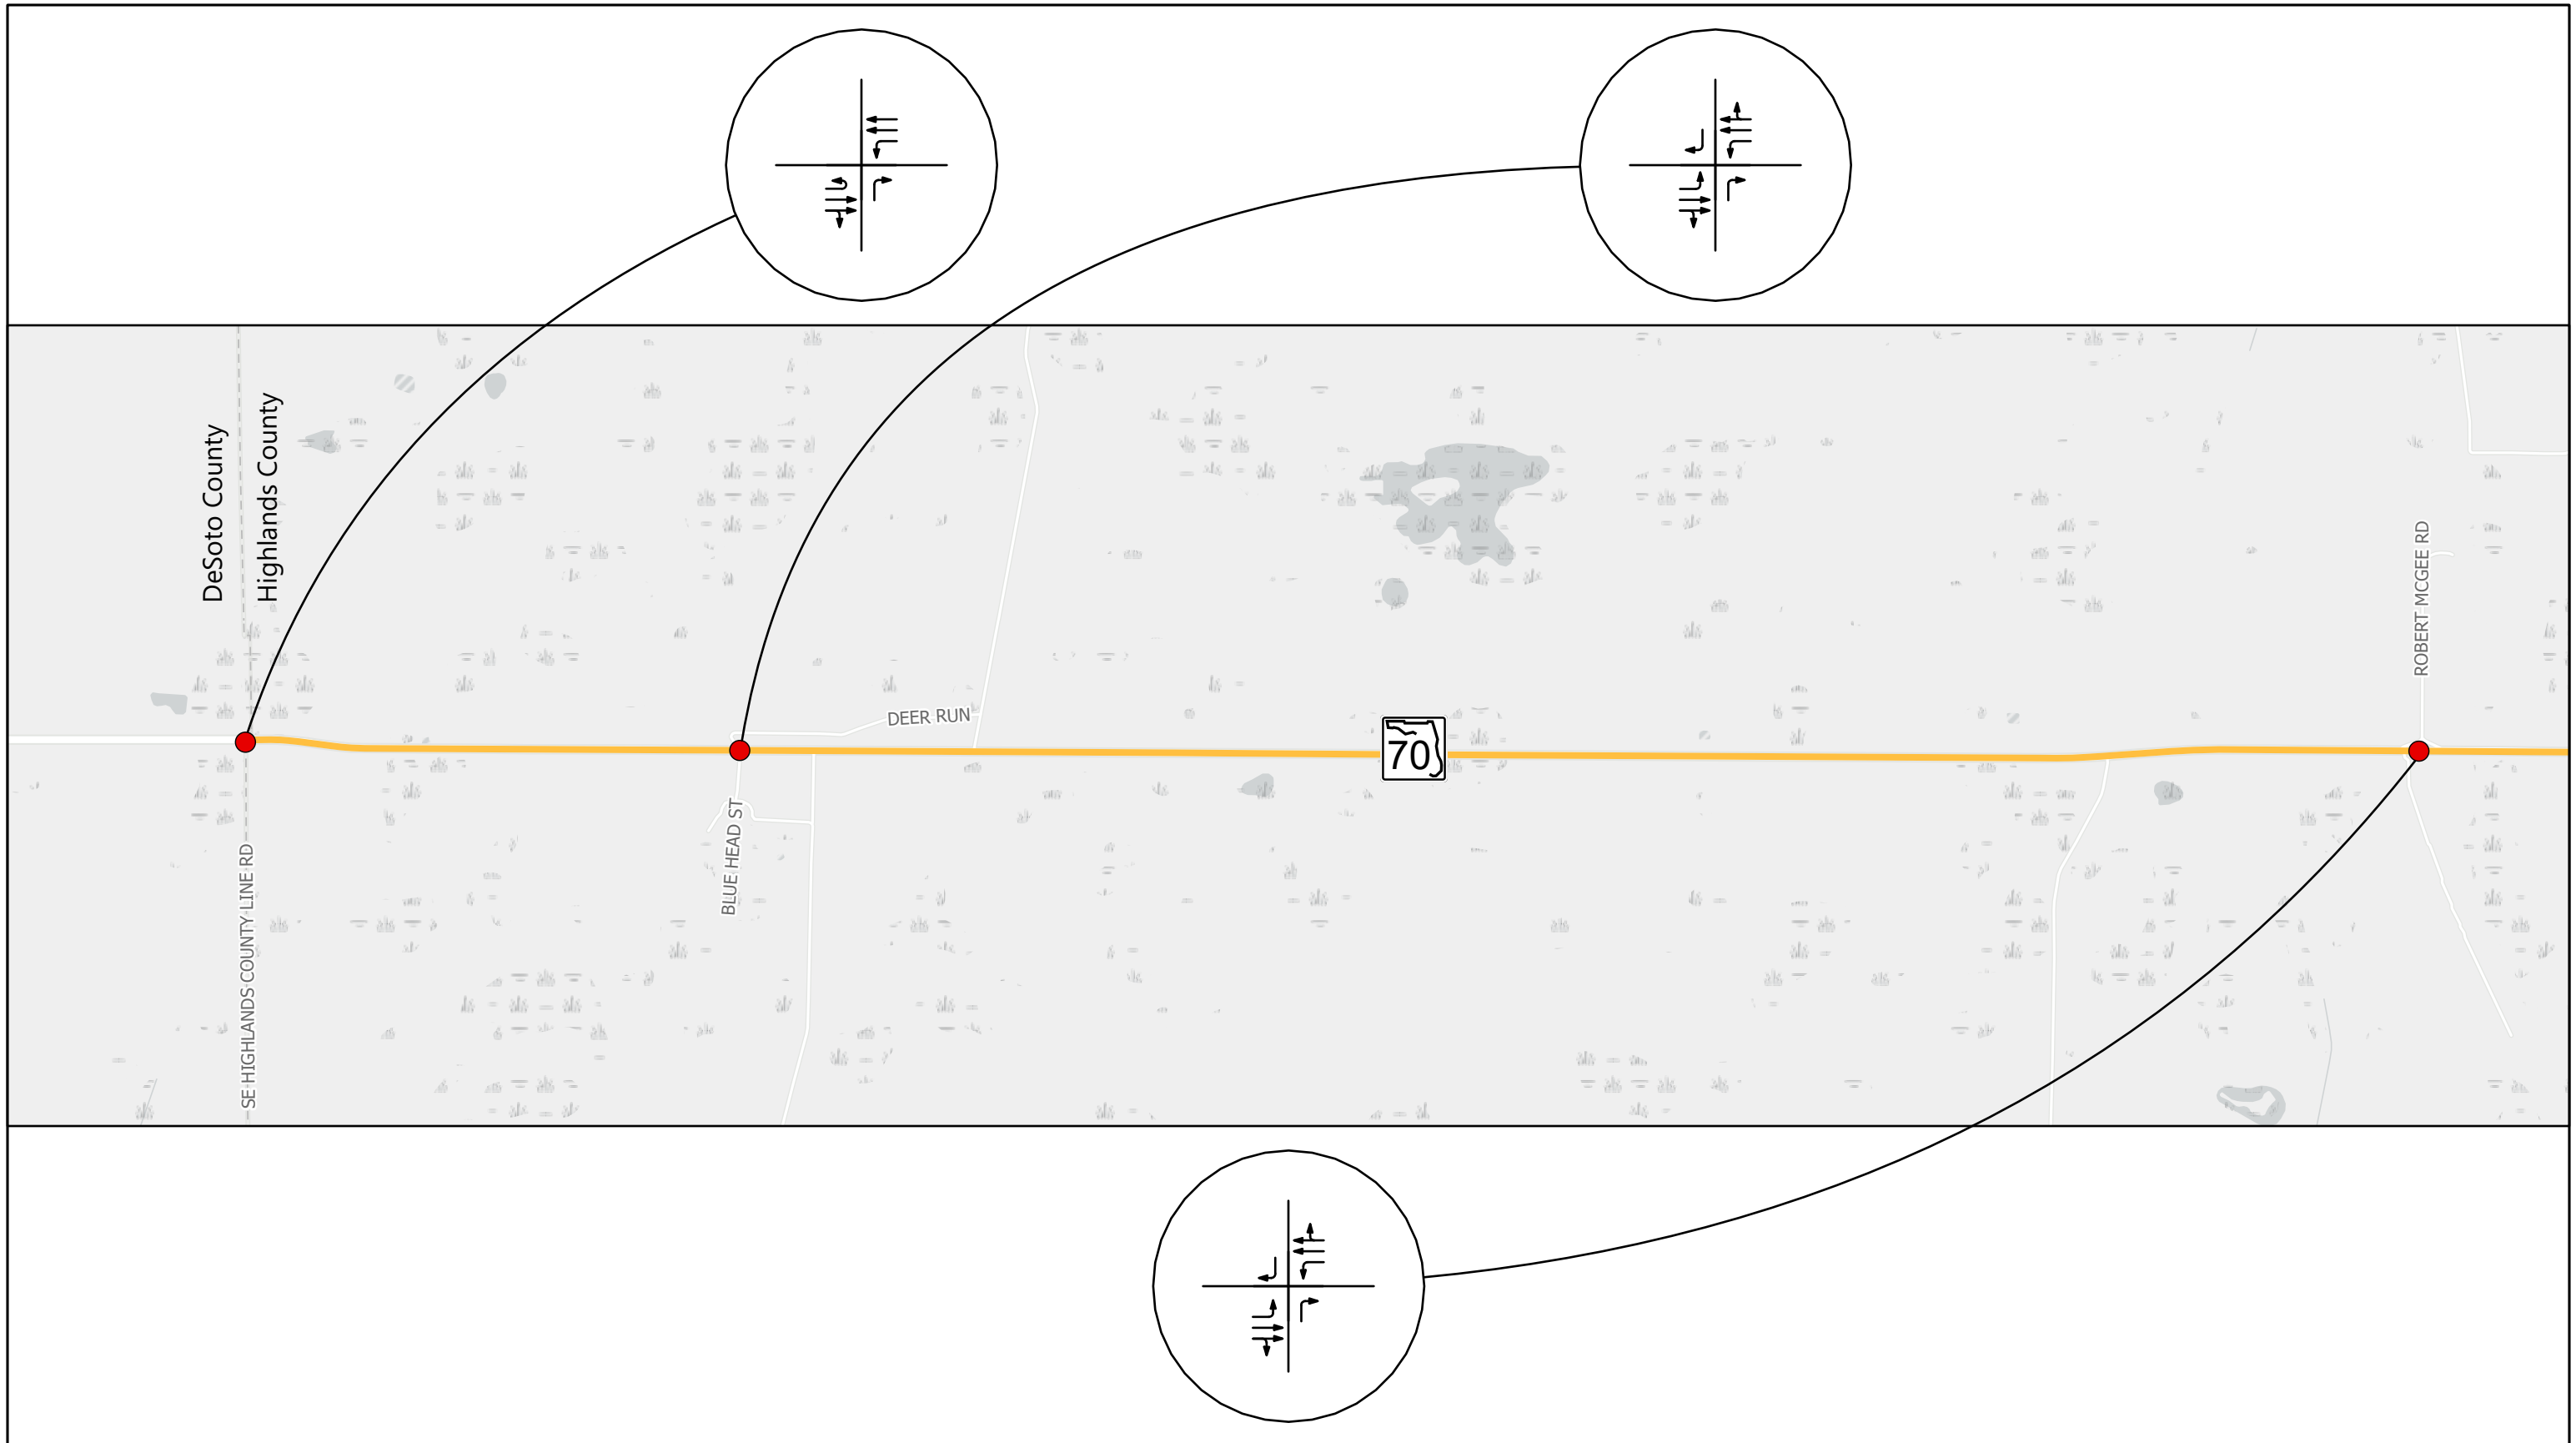 DeSoto County
Highlands County
ROBERT MCGEE RD
DEER RUN
70
BLUE HEAD ST
SE HIGHLANDS COUNTY LINE RD